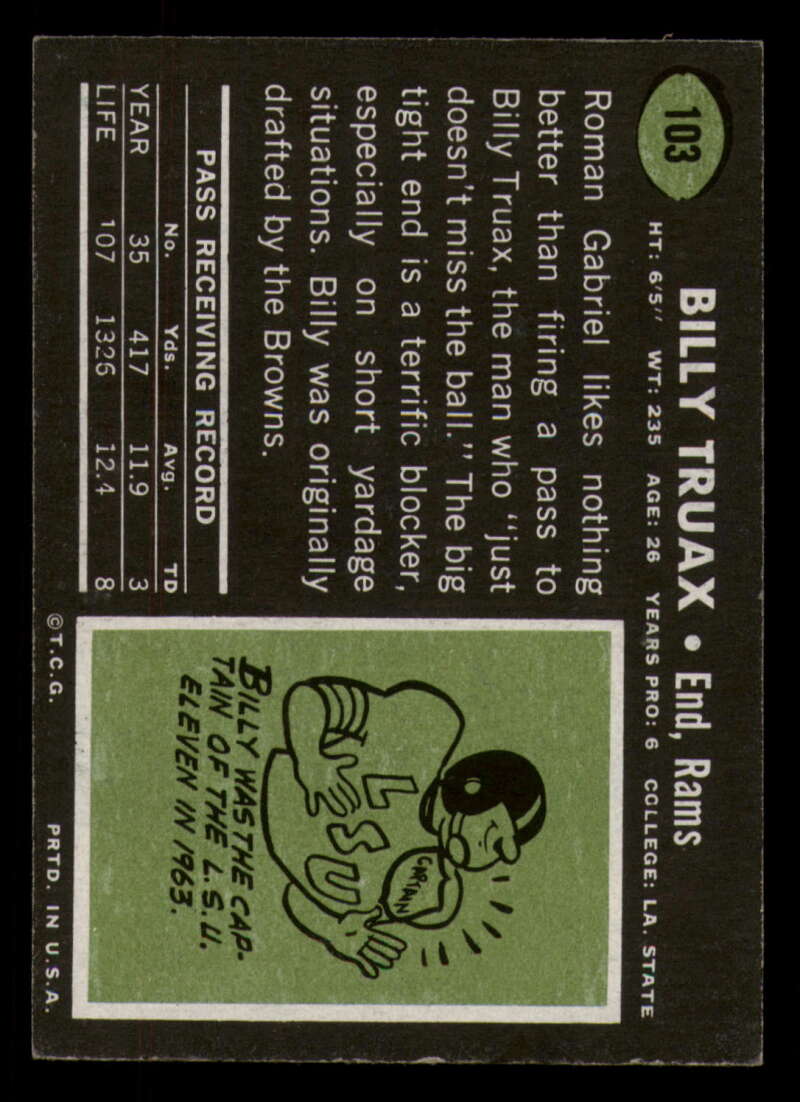 103
BILLY TRUAX • End, Rams
HT: 6'5" WT: 235 AGE: 26 YEARS PRO: 6 COLLEGE: LA. STATE
Roman Gabriel likes nothing
better than firing a pass to
Billy Truax, the man who "just
doesn't miss the ball." The big
tight end is a terrific blocker,
especially on short yardage
situations. Billy was originally
drafted by the Browns.
PASS RECEIVING RECORD
No. Yds. Avg. TD
YEAR 35 417 11.9 3
LIFE 107 1326 12.4 8
LSU
CAPTAIN
BILLY WAS THE CAP-
TAIN OF THE L.S.U.
ELEVEN IN 1963.
©T.C.G. PRTD. IN U.S.A.